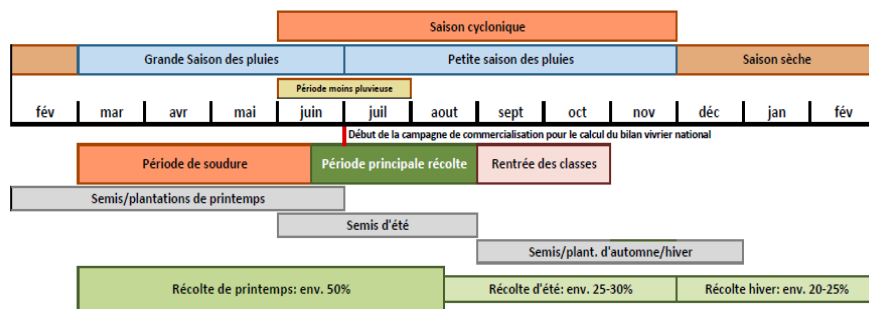 Saison cyclonique
Grande Saison des pluies
Petite saison des pluies
Saison sèche
Période moins pluvieuse
fév mar avr mai juin juil aout sept oct nov déc jan fév
Début de la campagne de commercialisation pour le calcul du bilan vivrier national
Période de soudure
Période principale récolte
Rentrée des classes
Semis/plantations de printemps
Semis d'été
Semis/plant. d'automne/hiver
Récolte de printemps: env. 50%
Récolte d'été: env. 25-30%
Récolte hiver: env. 20-25%